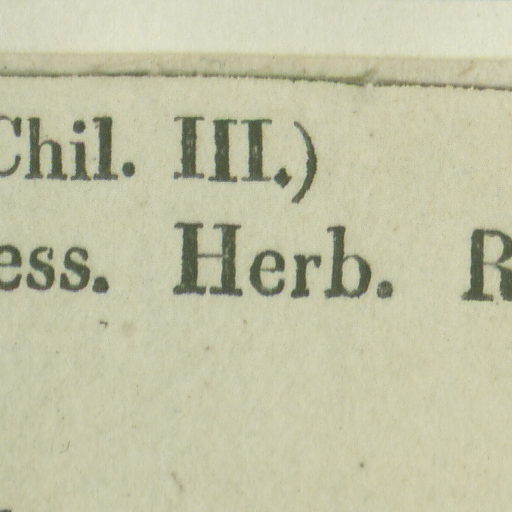 Chil. III.)
ess. Herb. R